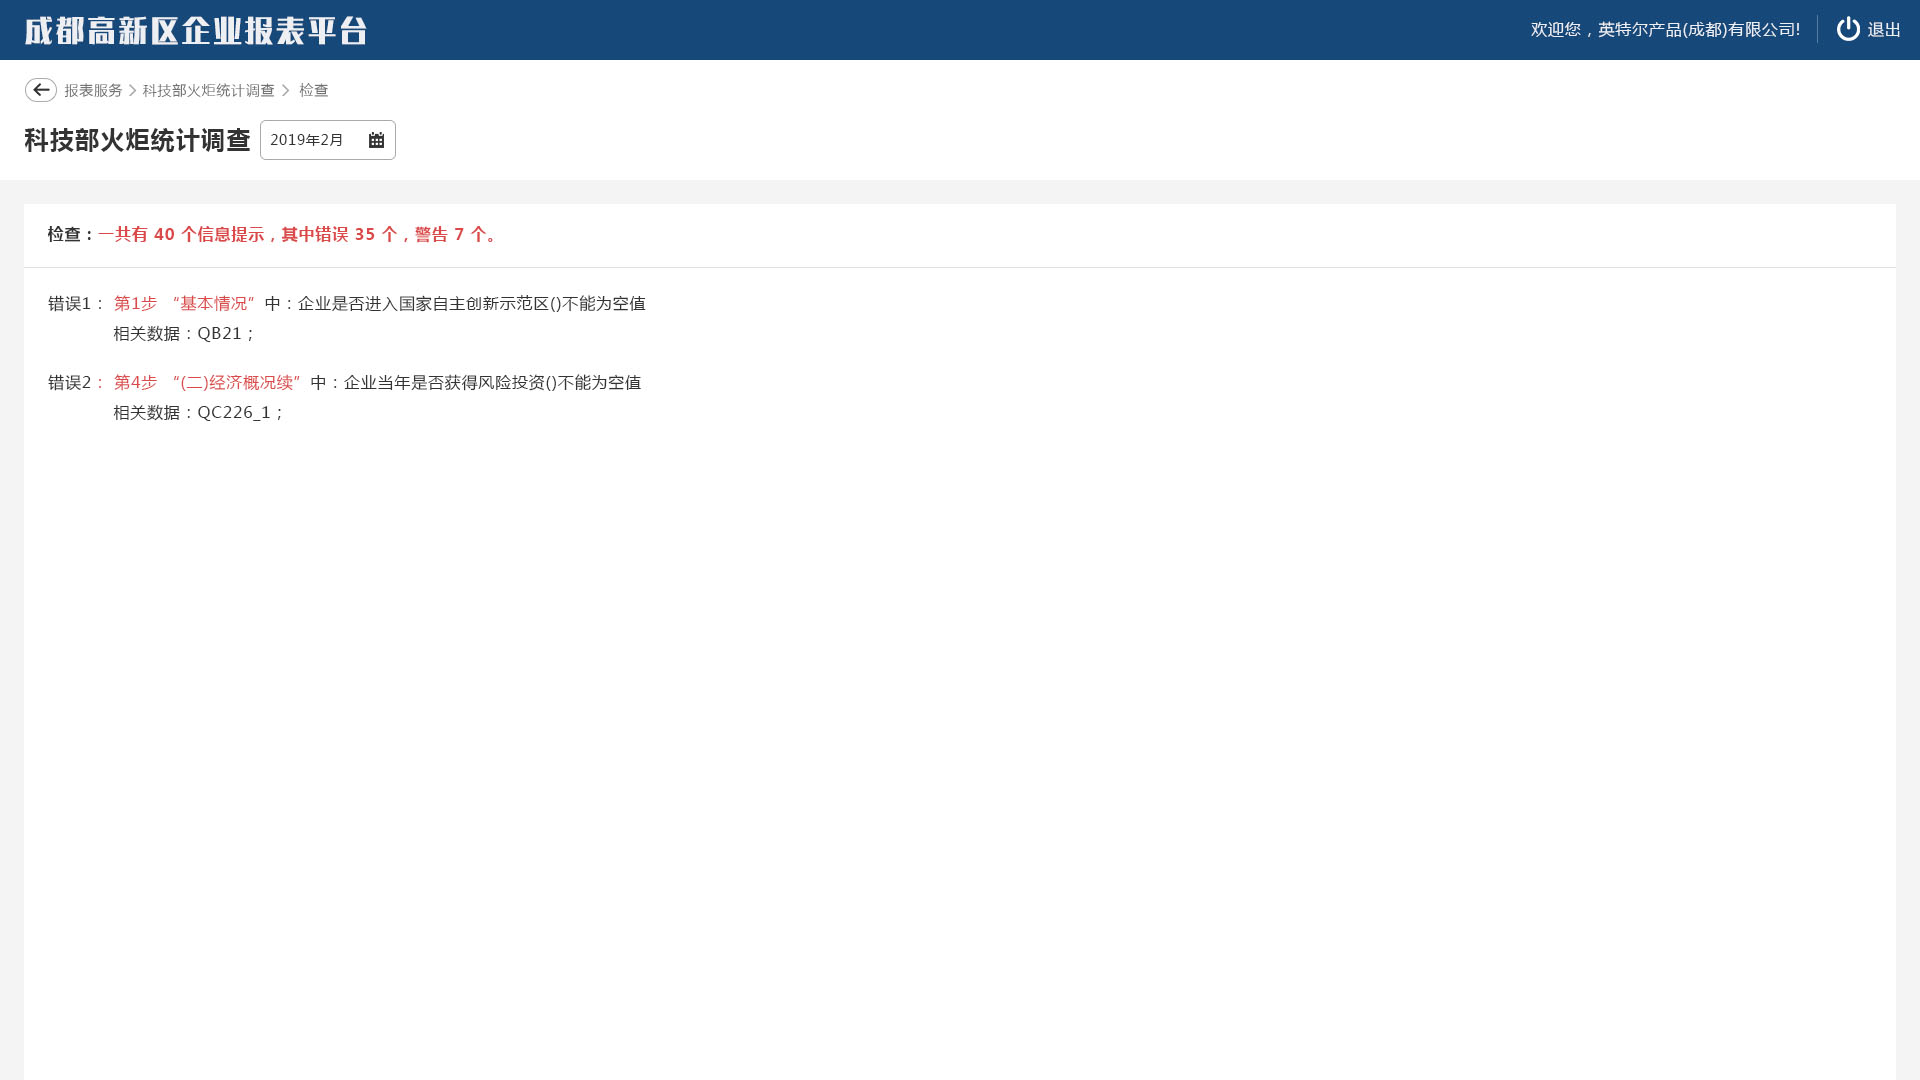 成都高新区企业报表平台
欢迎您，英特尔产品(成都)有限公司!
退出
报表服务 > 科技部火炬统计调查 > 检查
科技部火炬统计调查
2019年2月
检查：一共有 40 个信息提示，其中错误 35 个，警告 7 个。
错误1： 第1步 “基本情况”中：企业是否进入国家自主创新示范区()不能为空值
相关数据：QB21；
错误2： 第4步 “(二)经济概况续”中：企业当年是否获得风险投资()不能为空值
相关数据：QC226_1；